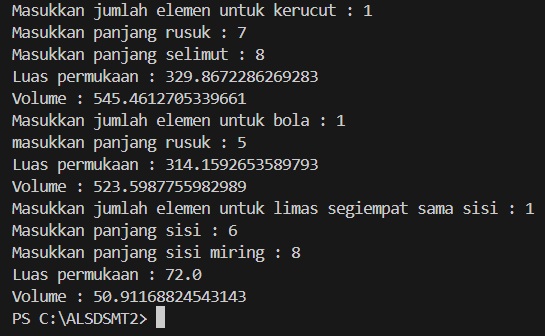 Masukkan jumlah elemen untuk kerucut : 1
Masukkan panjang rusuk : 7
Masukkan panjang selimut : 8
Luas permukaan : 329.8672286269283
Volume : 545.4612705339661
Masukkan jumlah elemen untuk bola : 1
masukkan panjang rusuk : 5
Luas permukaan : 314.1592653589793
Volume : 523.5987755982989
Masukkan jumlah elemen untuk limas segiempat sama sisi : 1
Masukkan panjang sisi : 6
Masukkan panjang sisi miring : 8
Luas permukaan : 72.0
Volume : 50.91168824543143
PS C:\ALSDSMT2>